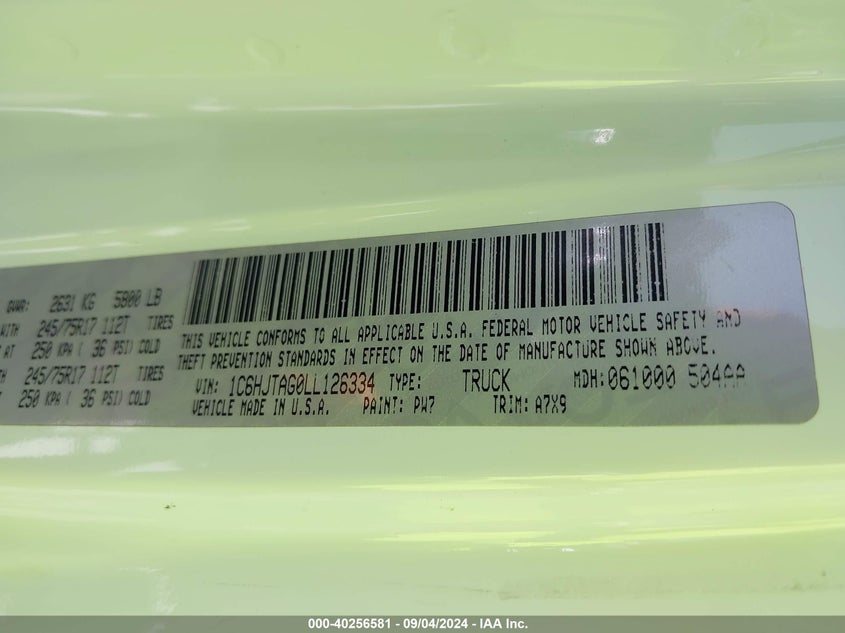 GVWR: 2631 KG 5800 LB
WITH 245/75R17 112T TIRES
AT 250 KPA ( 36 PSI) COLD
245/75R17 112T TIRES
250 KPA ( 36 PSI) COLD
THIS VEHICLE CONFORMS TO ALL APPLICABLE U.S.A. FEDERAL MOTOR VEHICLE SAFETY AND
THEFT PREVENTION STANDARDS IN EFFECT ON THE DATE OF MANUFACTURE SHOWN ABOVE.
VIN: 1C6HJTAG0LL126334 TYPE: TRUCK MDH: 061000 504AA
VEHICLE MADE IN U.S.A. PAINT: PW7 TRIM: A7X9
000-40256581 - 09/04/2024 - IAA Inc.